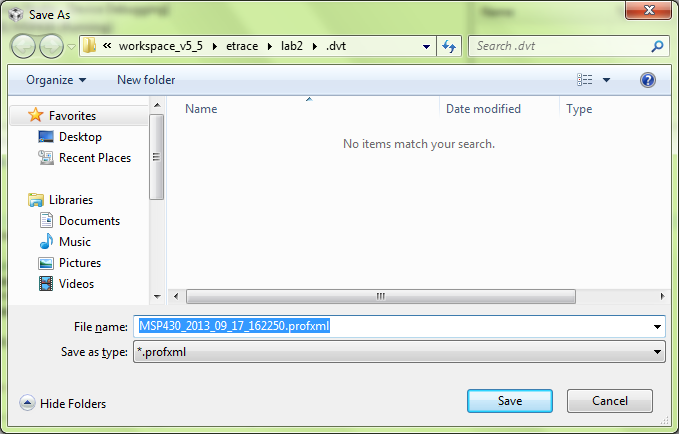 Save As
workspace_v5_5 etrace lab2 .dvt Search .dvt
Organize New folder
Favorites
Desktop
Recent Places
Libraries
Documents
Music
Pictures
Videos
Name Date modified Type
No items match your search.
File name: MSP430_2013_09_17_162250.profxml
Save as type: *.profxml
Hide Folders Save Cancel